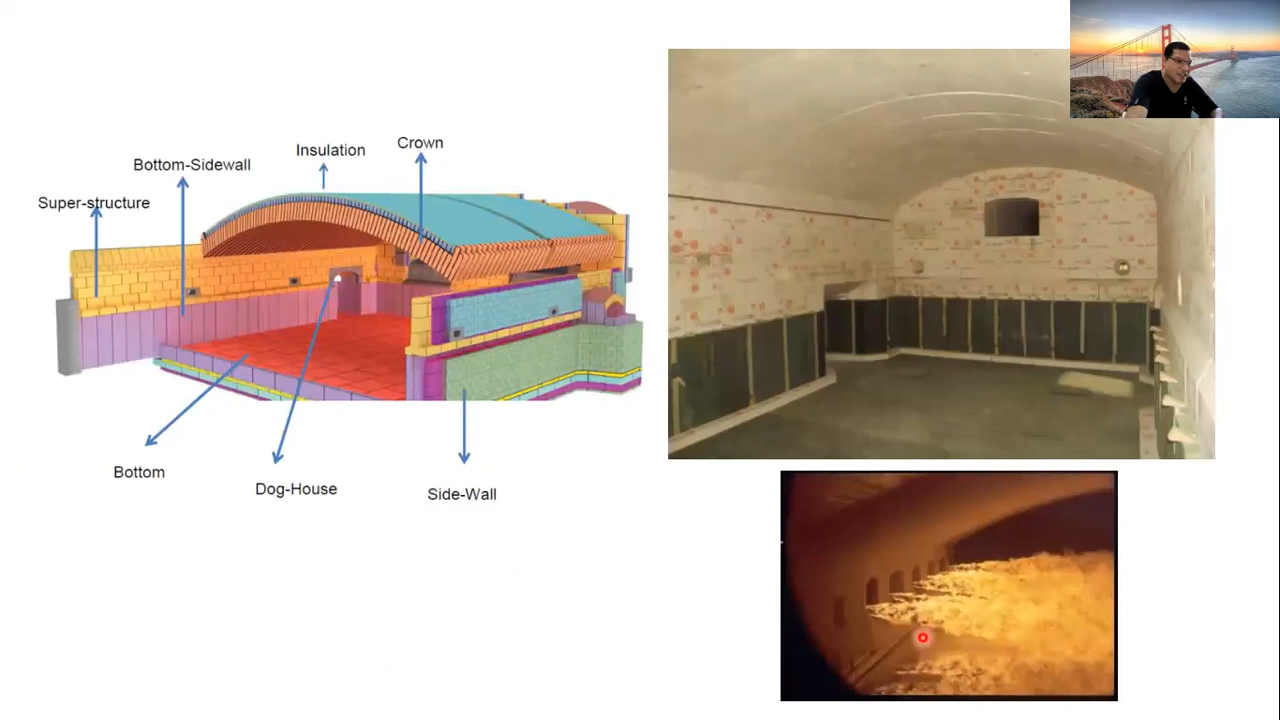 Insulation
Crown
Bottom-Sidewall
Super-structure
Bottom
Dog-House
Side-Wall